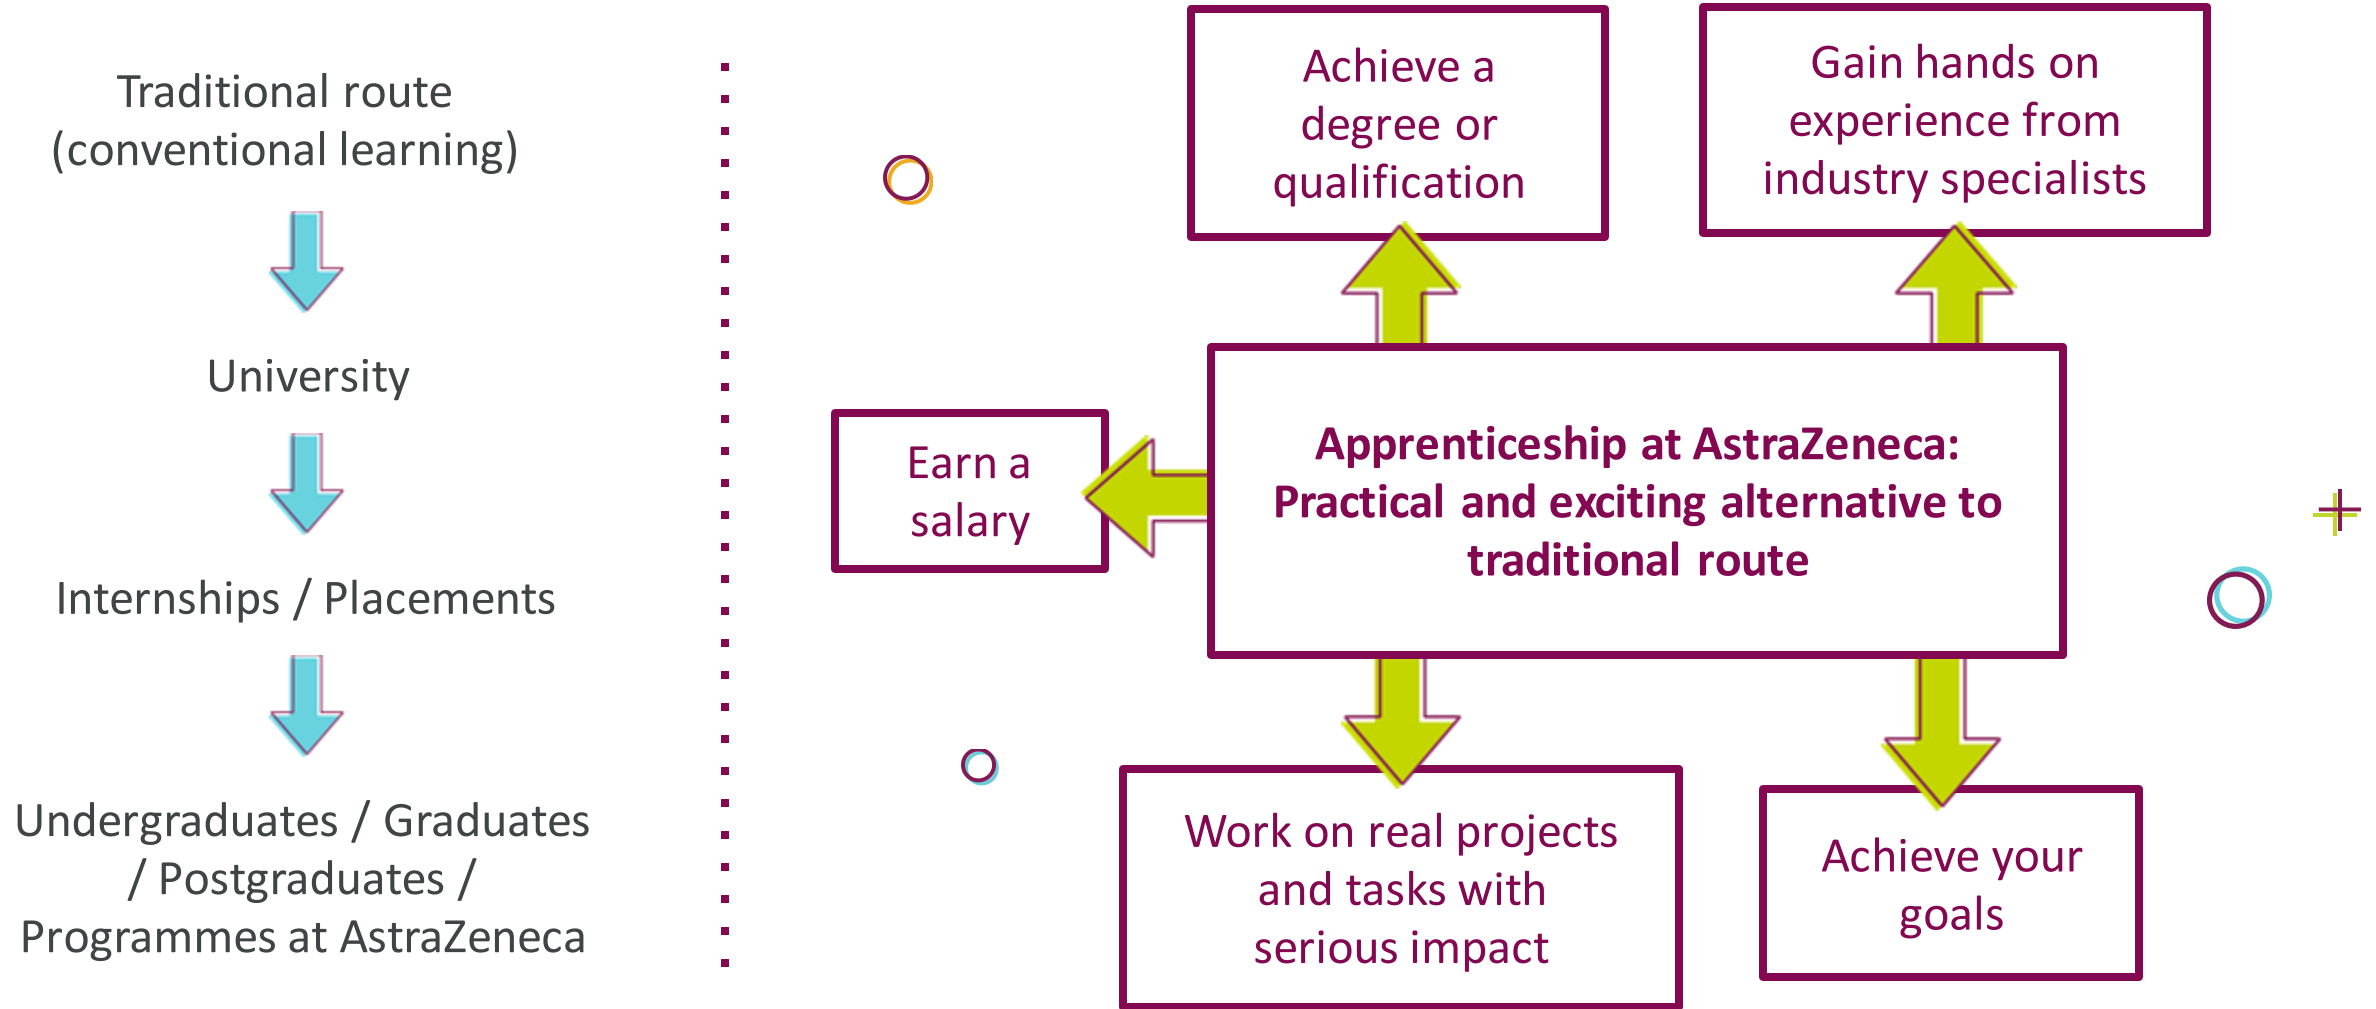 Traditional route
(conventional learning)
University
Internships / Placements
Undergraduates / Graduates
/ Postgraduates /
Programmes at AstraZeneca
Achieve a
degree or
qualification
Gain hands on
experience from
industry specialists
Earn a
salary
Apprenticeship at AstraZeneca:
Practical and exciting alternative to
traditional route
Work on real projects
and tasks with
serious impact
Achieve your
goals